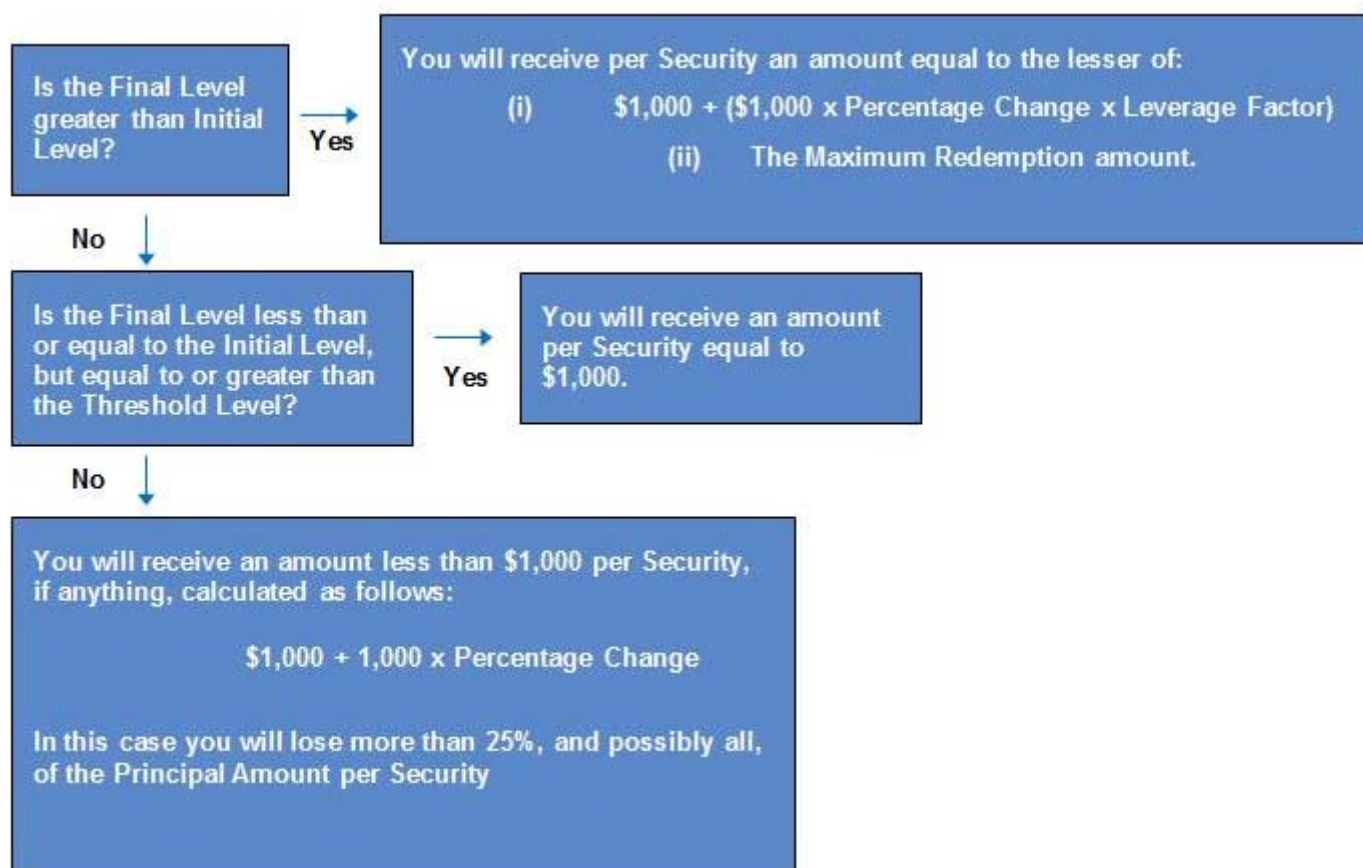 Is the Final Level
greater than Initial
Level?
Yes
You will receive per Security an amount equal to the lesser of:
(i) $1,000 + ($1,000 x Percentage Change x Leverage Factor)
(ii) The Maximum Redemption amount.
No
Is the Final Level less than
or equal to the Initial Level,
but equal to or greater than
the Threshold Level?
Yes
You will receive an amount
per Security equal to
$1,000.
No
You will receive an amount less than $1,000 per Security,
if anything, calculated as follows:
$1,000 + 1,000 x Percentage Change
In this case you will lose more than 25%, and possibly all,
of the Principal Amount per Security